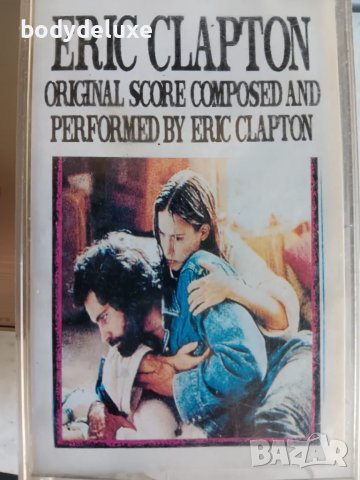 © bodydeluxe
ERIC CLAPTON
ORIGINAL SCORE COMPOSED AND
PERFORMED BY ERIC CLAPTON
BAZAR